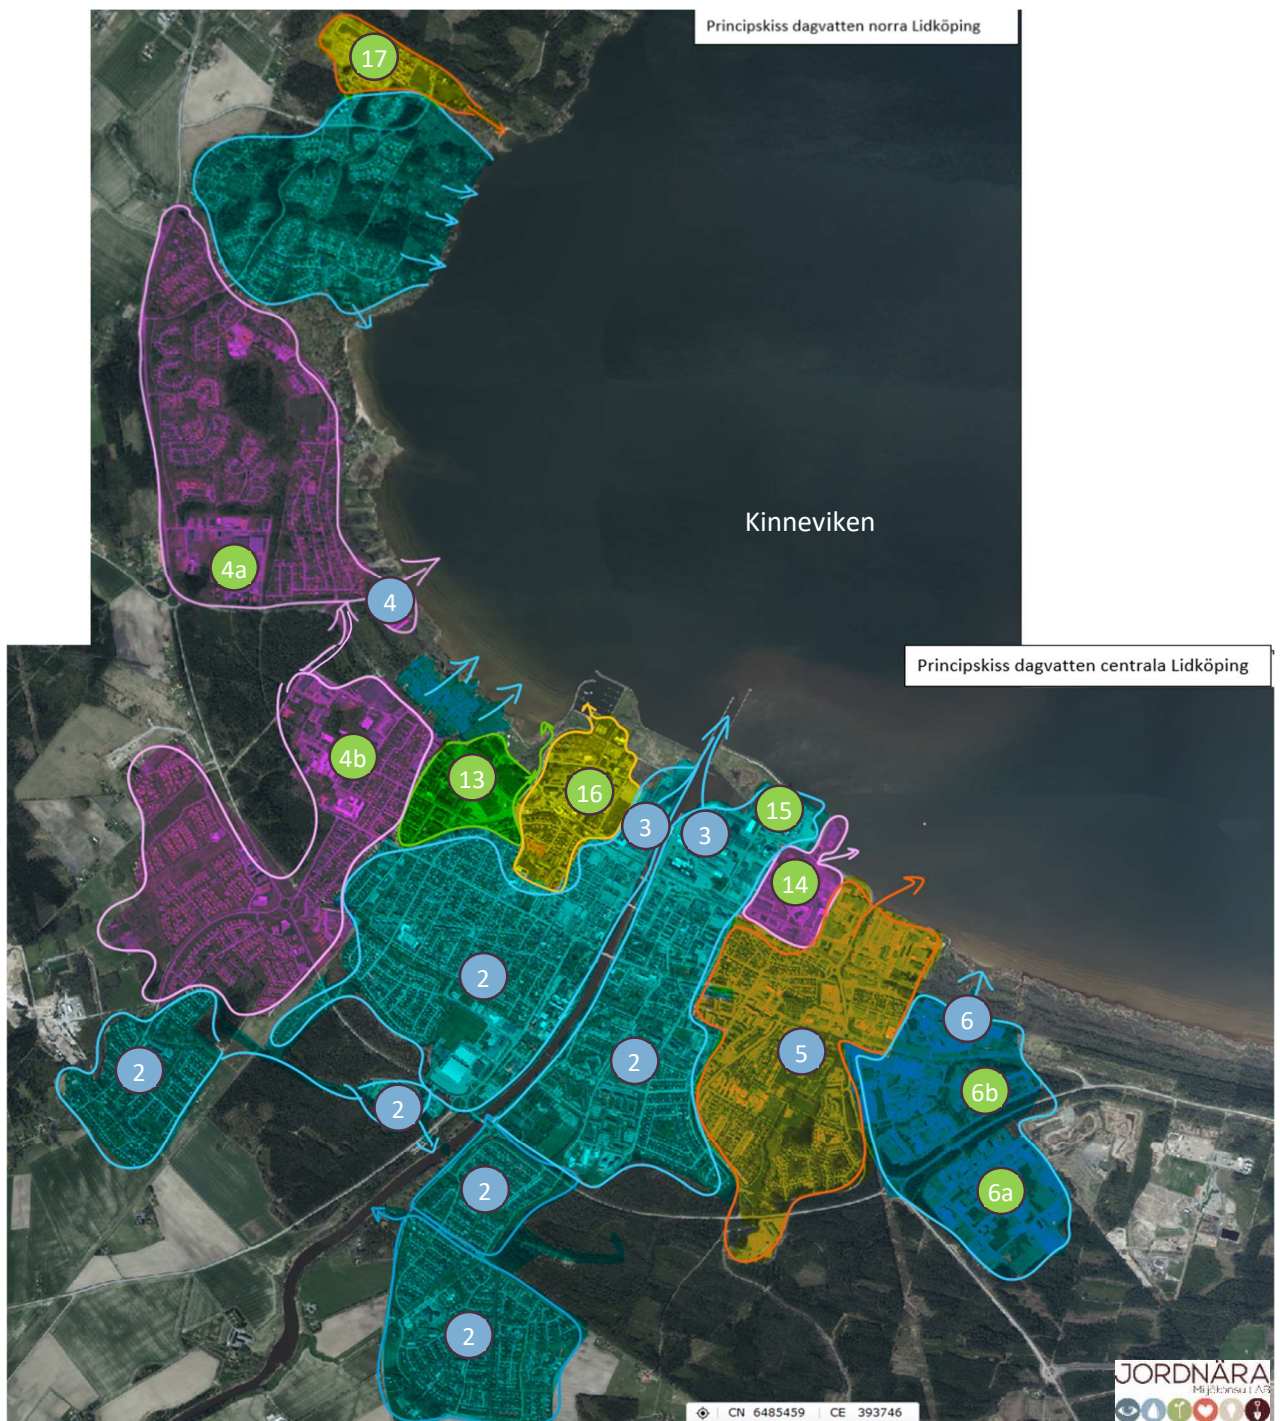 Principskiss dagvatten norra Lidköping
17
Kinneviken
4a
4
Principskiss dagvatten centrala Lidköping
4b
13
16
15
3
3
14
2
6
5
2
2
6b
2
2
6a
2
JORDNÄRA
CN 6485459 CE 393746